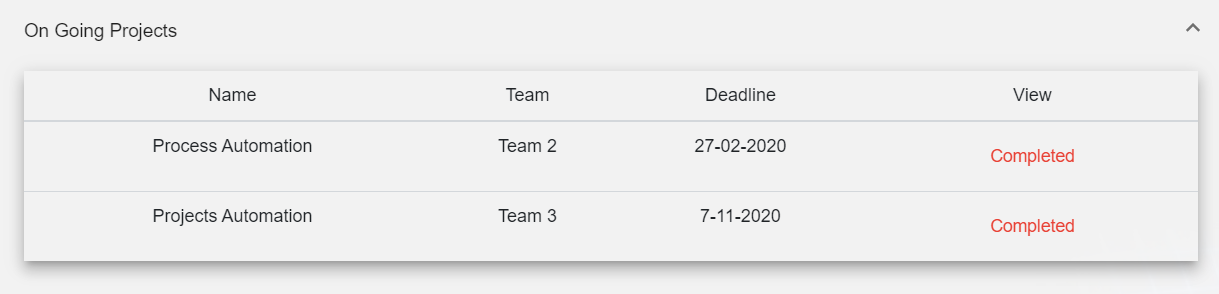 On Going Projects
Name Team Deadline View
Process Automation Team 2 27-02-2020 Completed
Projects Automation Team 3 7-11-2020 Completed